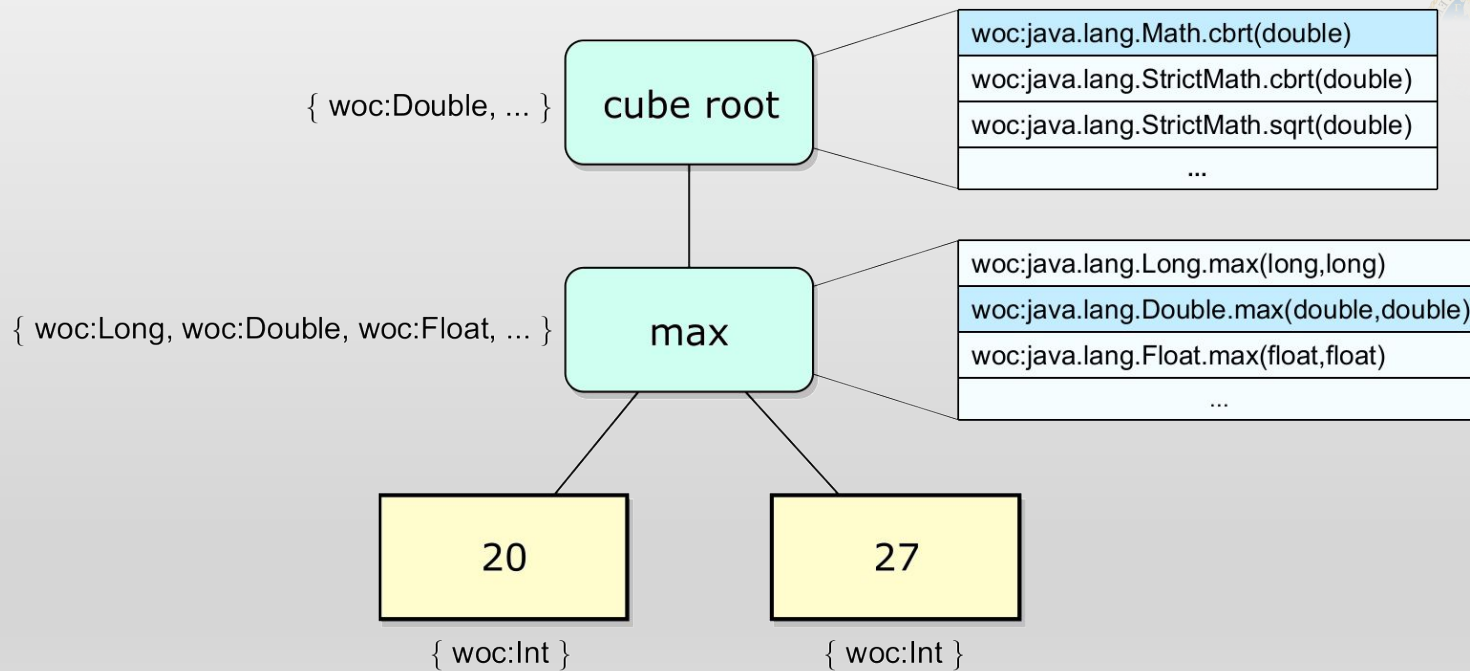 woc:java.lang.Math.cbrt(double)
{ woc:Double, ... }
cube root
woc:java.lang.StrictMath.cbrt(double)
woc:java.lang.StrictMath.sqrt(double)
...
woc:java.lang.Long.max(long,long)
{ woc:Long, woc:Double, woc:Float, ... }
max
woc:java.lang.Double.max(double,double)
woc:java.lang.Float.max(float,float)
...
20
27
{ woc:Int }
{ woc:Int }